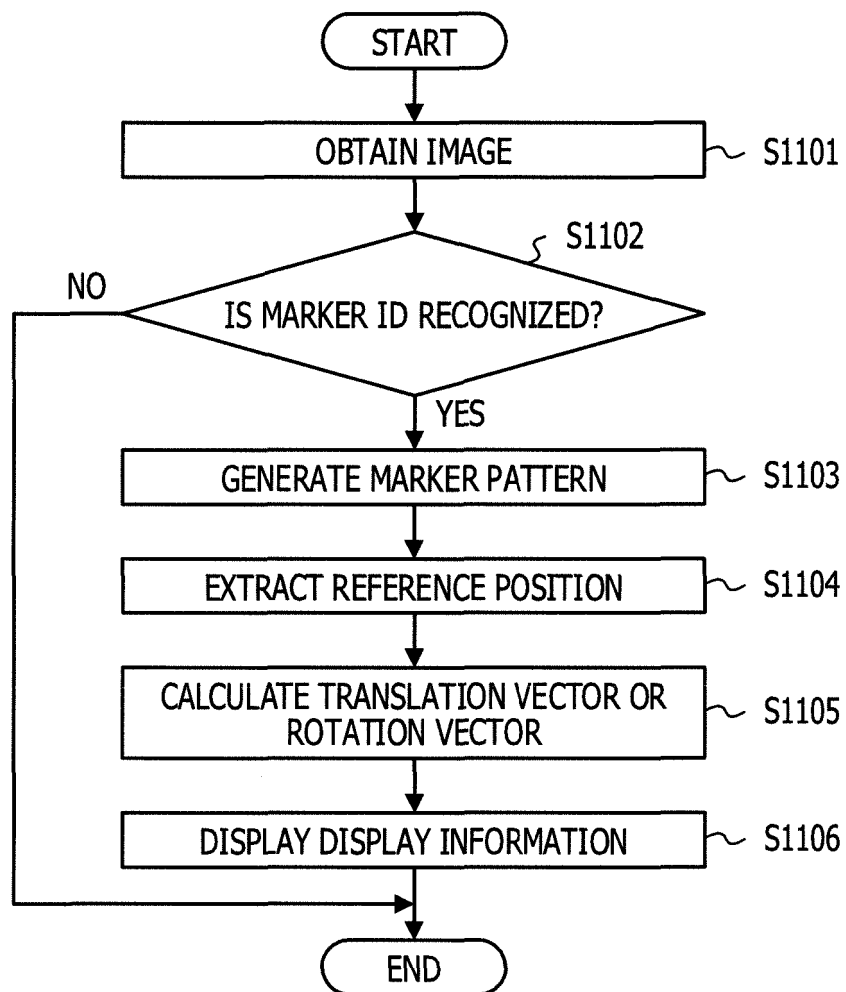 START
OBTAIN IMAGE
S1101
S1102
NO
IS MARKER ID RECOGNIZED?
YES
GENERATE MARKER PATTERN
S1103
EXTRACT REFERENCE POSITION
S1104
CALCULATE TRANSLATION VECTOR OR
ROTATION VECTOR
S1105
DISPLAY DISPLAY INFORMATION
S1106
END